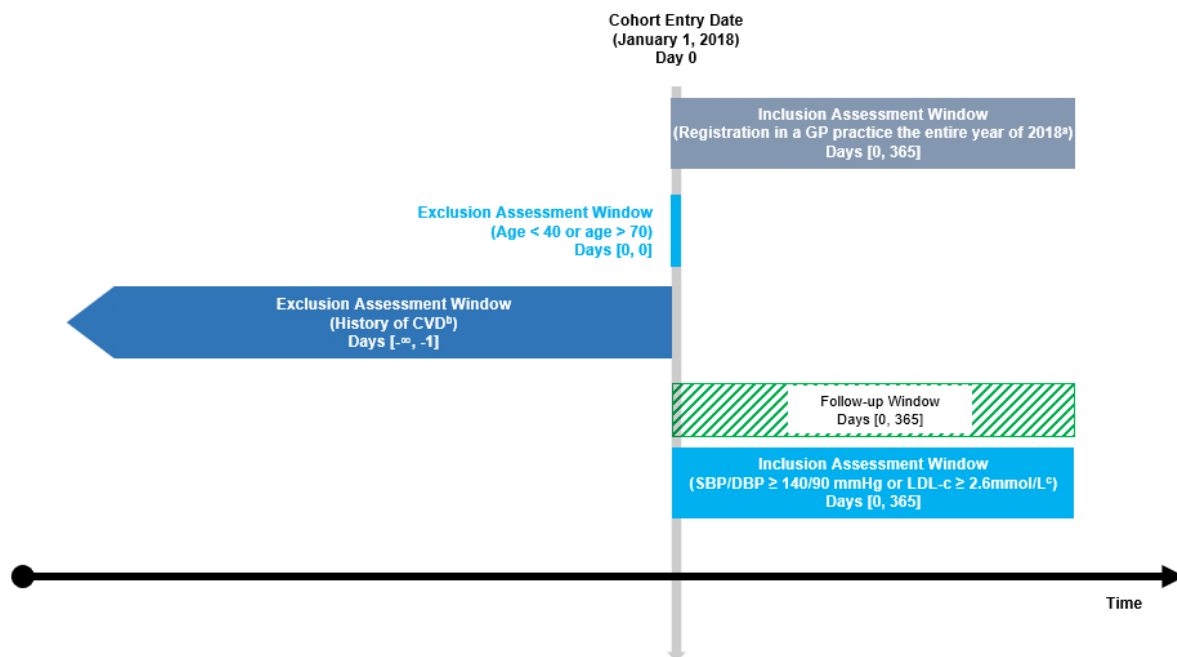 Cohort Entry Date
(January 1, 2018)
Day 0
Inclusion Assessment Window
(Registration in a GP practice the entire year of 2018ª)
Days [0, 365]
Exclusion Assessment Window
(Age < 40 or age > 70)
Days [0, 0]
Exclusion Assessment Window
(History of CVDᵇ)
Days [-∞, -1]
Follow-up Window
Days [0, 365]
Inclusion Assessment Window
(SBP/DBP ≥ 140/90 mmHg or LDL-c ≥ 2.6mmol/Lᶜ)
Days [0, 365]
Time